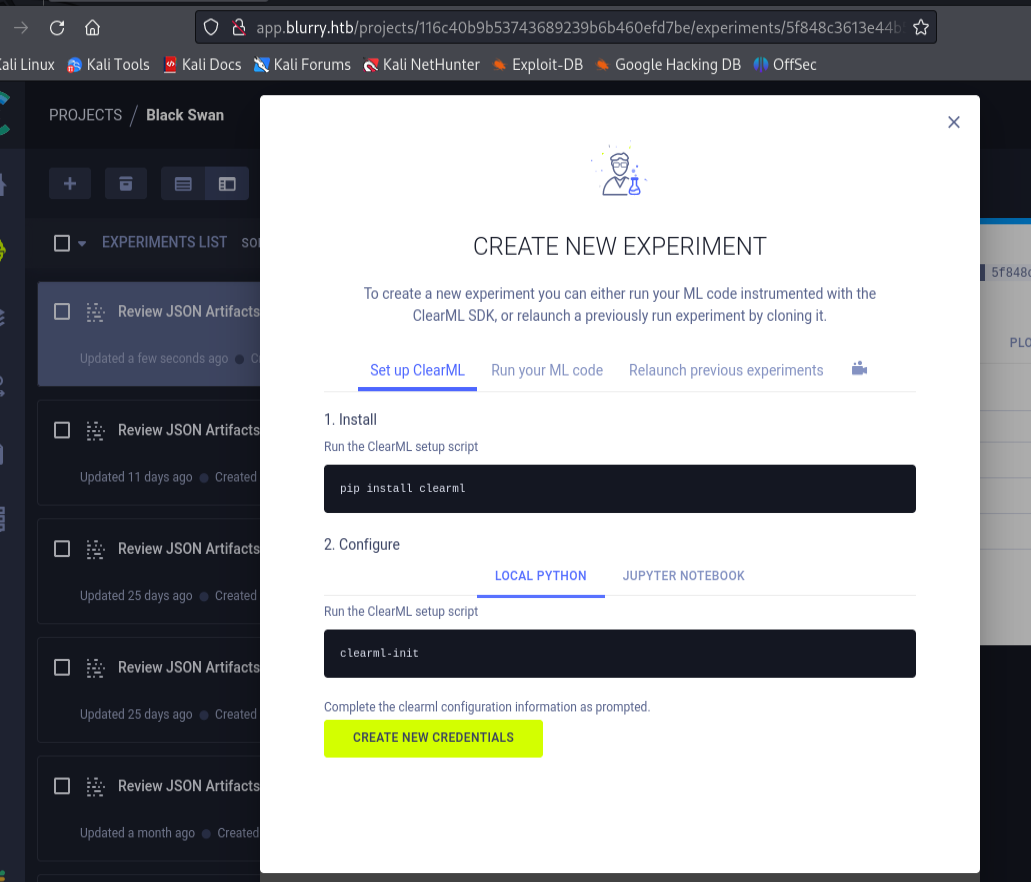 app.blurry.htb/projects/116c40b9b53743689239b6b460efd7be/experiments/5f848c3613e44b
Kali Linux Kali Tools Kali Docs Kali Forums Kali NetHunter Exploit-DB Google Hacking DB OffSec
PROJECTS / Black Swan
EXPERIMENTS LIST
Review JSON Artifacts
Updated a few seconds ago
Review JSON Artifacts
Updated 11 days ago Created
Review JSON Artifacts
Updated 25 days ago Created
Review JSON Artifacts
Updated 25 days ago Created
Review JSON Artifacts
Updated a month ago Created
CREATE NEW EXPERIMENT
To create a new experiment you can either run your ML code instrumented with the
ClearML SDK, or relaunch a previously run experiment by cloning it.
Set up ClearML Run your ML code Relaunch previous experiments
1. Install
Run the ClearML setup script
pip install clearml
2. Configure
LOCAL PYTHON JUPYTER NOTEBOOK
Run the ClearML setup script
clearml-init
Complete the clearml configuration information as prompted.
CREATE NEW CREDENTIALS
5f848c
PLO